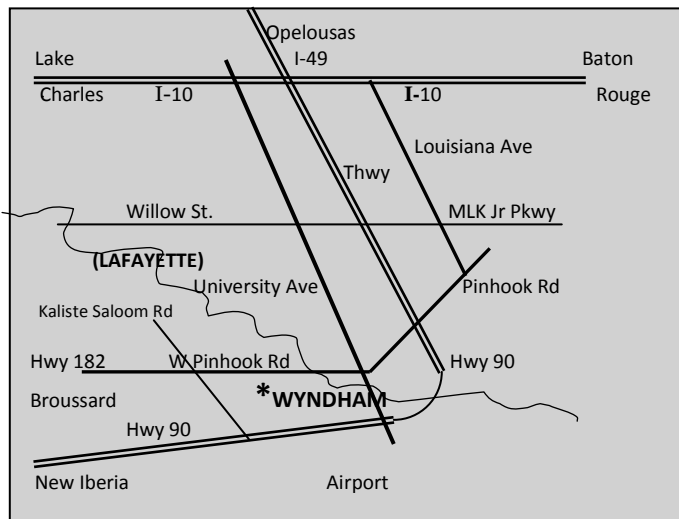 Opelousas
Lake I-49 Baton
Charles I-10 I-10 Rouge
Louisiana Ave
Thwy
Willow St. MLK Jr Pkwy
(LAFAYETTE)
University Ave Pinhook Rd
Kaliste Saloom Rd
Hwy 182 W Pinhook Rd Hwy 90
Broussard *WYNDHAM
Hwy 90
New Iberia Airport